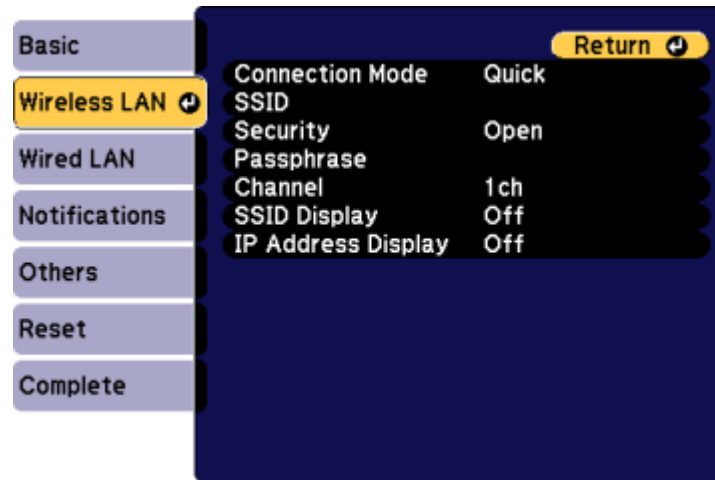 Basic
Wireless LAN
Wired LAN
Notifications
Others
Reset
Complete
Return
Connection Mode Quick
SSID
Security Open
Passphrase
Channel 1ch
SSID Display Off
IP Address Display Off